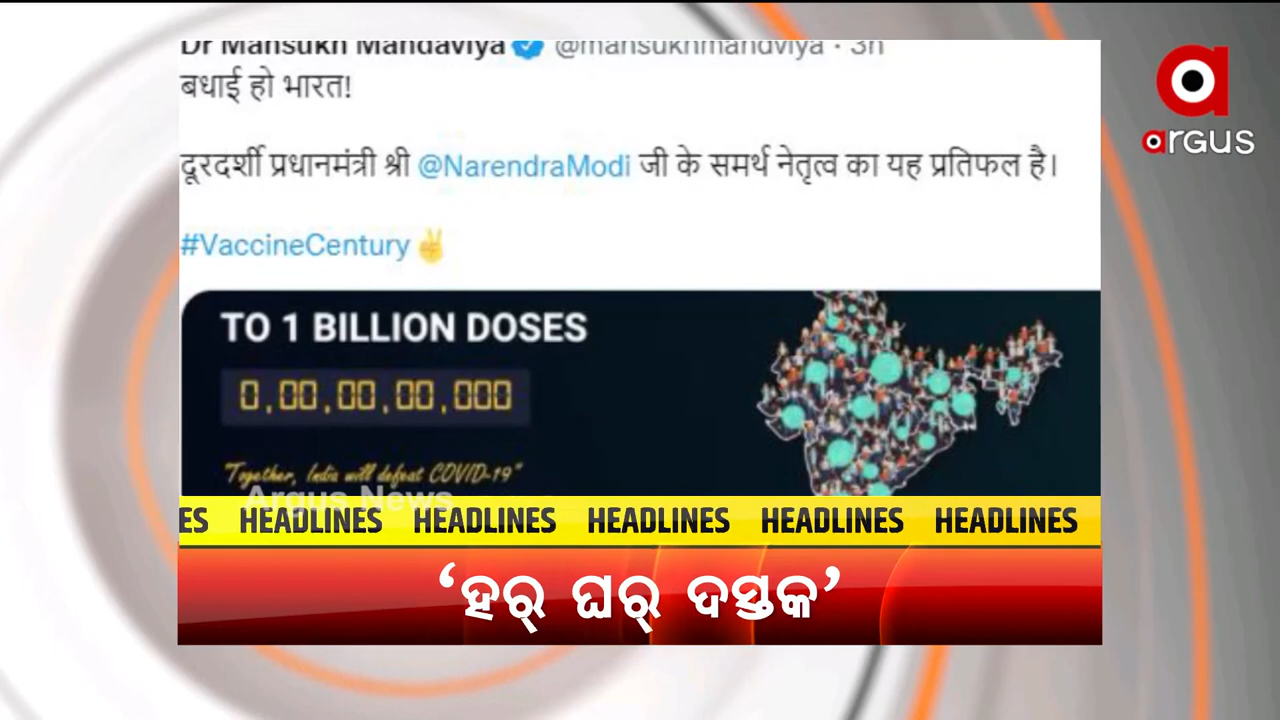 Dr Mansukh Mandaviya @mansukhmandviya · 3h
बधाई हो भारत!
दूरदर्शी प्रधानमंत्री श्री @NarendraModi जी के समर्थ नेतृत्व का यह प्रतिफल है।
#VaccineCentury✌
TO 1 BILLION DOSES
0,00,00,00,000
"Together, India will defeat COVID-19"
Argus News
ES HEADLINES HEADLINES HEADLINES HEADLINES HEADLINES
‘ହର୍ ଘର୍ ଦସ୍ତକ’
a
argus